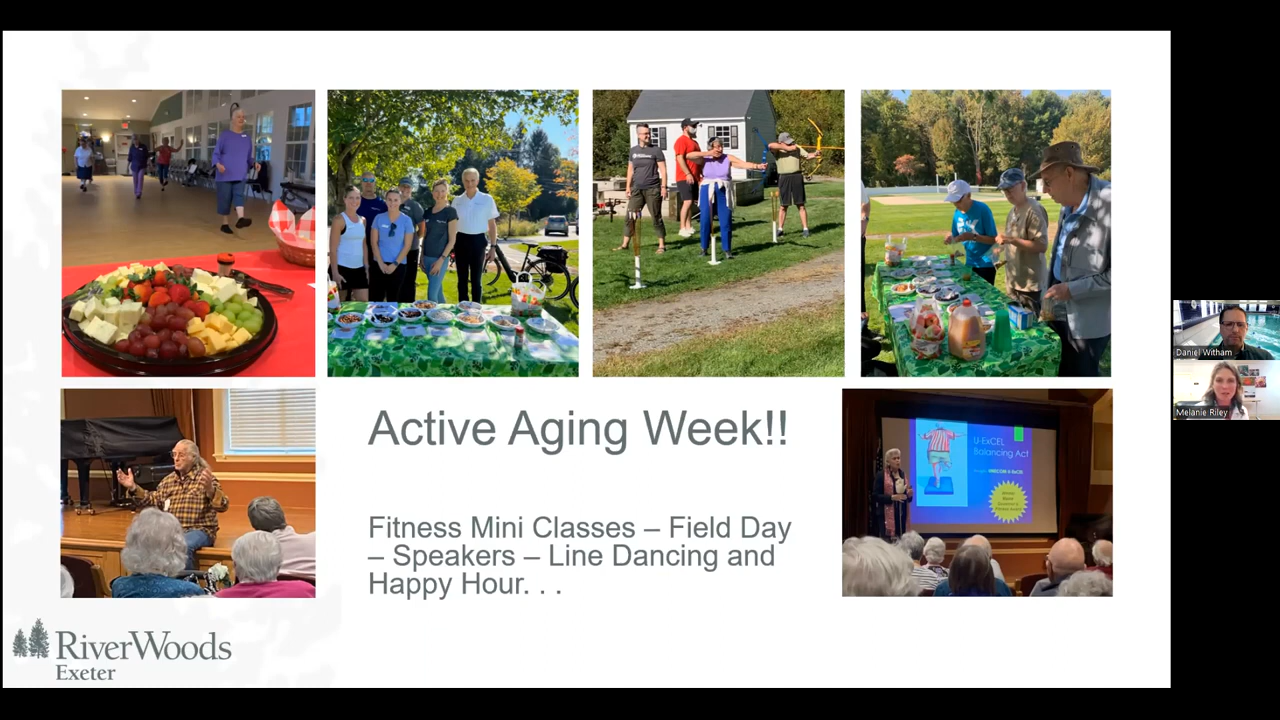 U-ExCEL
Balancing Act
Active Aging Week!!
Fitness Mini Classes – Field Day
– Speakers – Line Dancing and
Happy Hour. . .
RiverWoods
Exeter
Daniel Witham
Melanie Riley